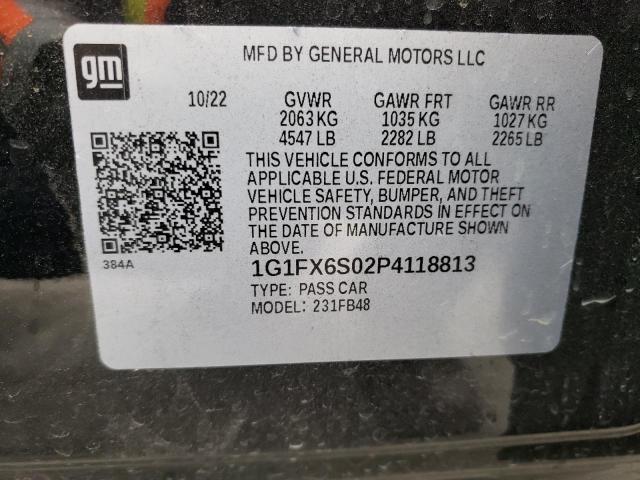 gm
MFD BY GENERAL MOTORS LLC
10/22 GVWR GAWR FRT GAWR RR
2063 KG 1035 KG 1027 KG
4547 LB 2282 LB 2265 LB
THIS VEHICLE CONFORMS TO ALL
APPLICABLE U.S. FEDERAL MOTOR
VEHICLE SAFETY, BUMPER, AND THEFT
PREVENTION STANDARDS IN EFFECT ON
THE DATE OF MANUFACTURE SHOWN
ABOVE.
384A
1G1FX6S02P4118813
TYPE: PASS CAR
MODEL: 231FB48